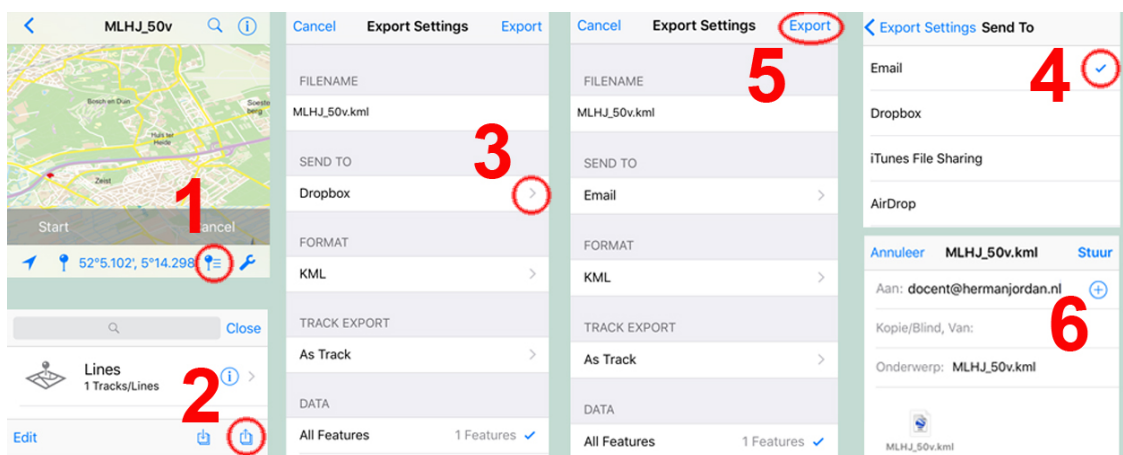 MLHJ_50v
Bosch en Duin
Soest
berg
Huis ter
Heide
Zeist
1
Start
Cancel
52°5.102', 5°14.298
Close
Lines
1 Tracks/Lines
2
Edit
Cancel Export Settings Export
FILENAME
MLHJ_50v.kml
SEND TO
3
Dropbox
FORMAT
KML
TRACK EXPORT
As Track
DATA
All Features 1 Features
Cancel Export Settings Export
5
FILENAME
MLHJ_50v.kml
SEND TO
Email
FORMAT
KML
TRACK EXPORT
As Track
DATA
All Features 1 Features
Export Settings Send To
Email
4
Dropbox
iTunes File Sharing
AirDrop
Annuleer MLHJ_50v.kml Stuur
Aan: docent@hermanjordan.nl
6
Kopie/Blind, Van:
Onderwerp: MLHJ_50v.kml
MLHJ_50v.kml